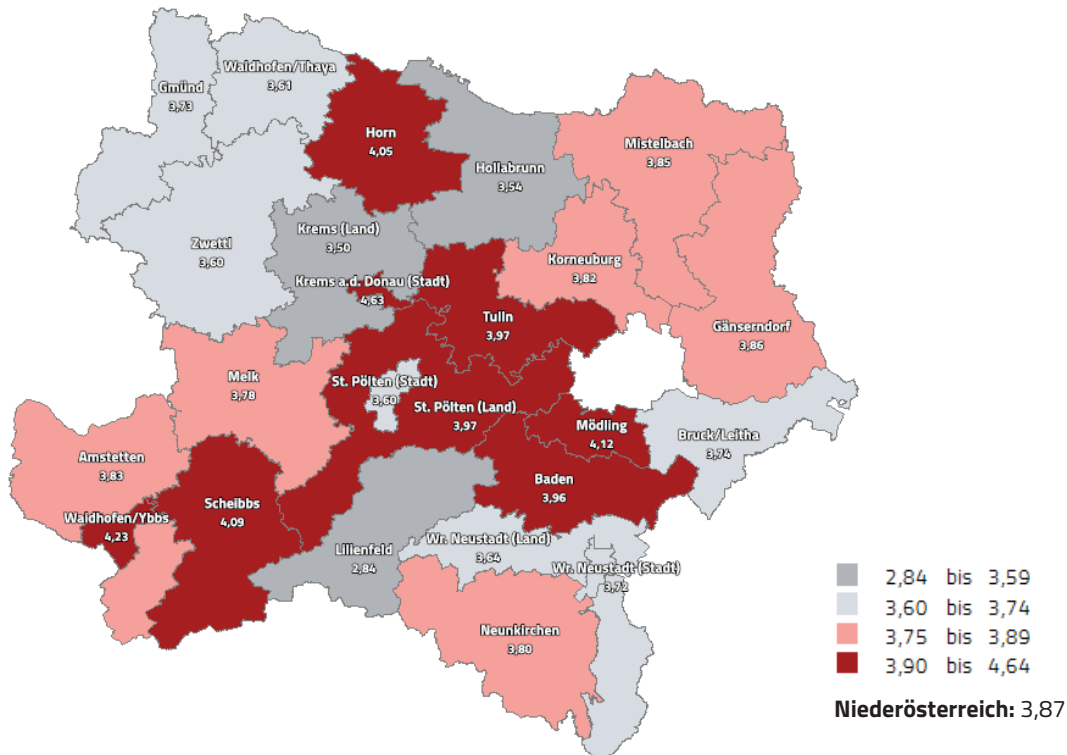 Waidhofen/Thaya
3,61
Gmünd
3,73
Horn
4,05
Mistelbach
3,85
Hollabrunn
3,54
Krems (Land)
3,50
Zwettl
3,60
Korneuburg
3,82
Krems a.d. Donau (Stadt)
4,63
Tulln
3,97
Gänserndorf
3,86
Melk
3,78
St. Pölten (Stadt)
3,60
St. Pölten (Land)
3,97
Mödling
4,12
Bruck/Leitha
3,74
Amstetten
3,83
Baden
3,96
Scheibbs
4,09
Waidhofen/Ybbs
4,23
Wr. Neustadt (Land)
3,64
Lilienfeld
2,84
Wr. Neustadt (Stadt)
3,72
Neunkirchen
3,80
2,84 bis 3,59
3,60 bis 3,74
3,75 bis 3,89
3,90 bis 4,64
Niederösterreich: 3,87